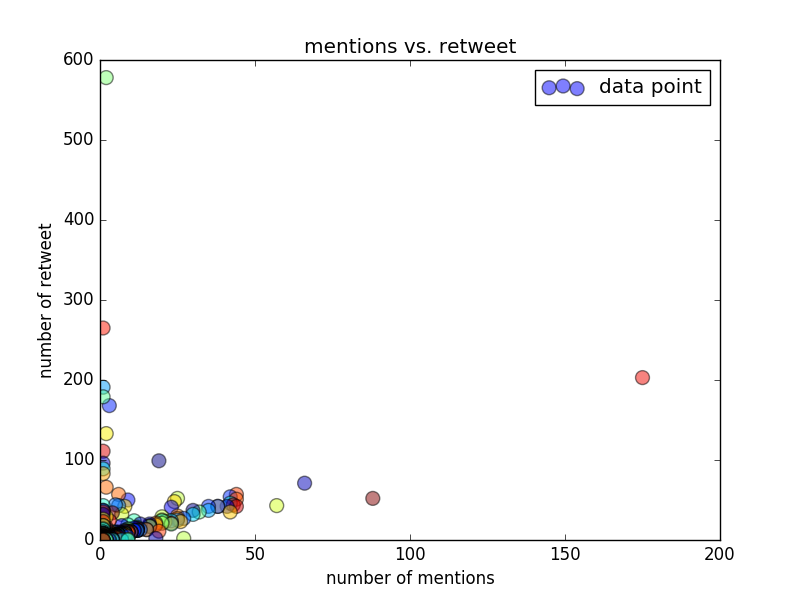 mentions vs. retweet
data point
600
500
400
300
200
100
0
number of retweet
0 50 100 150 200
number of mentions